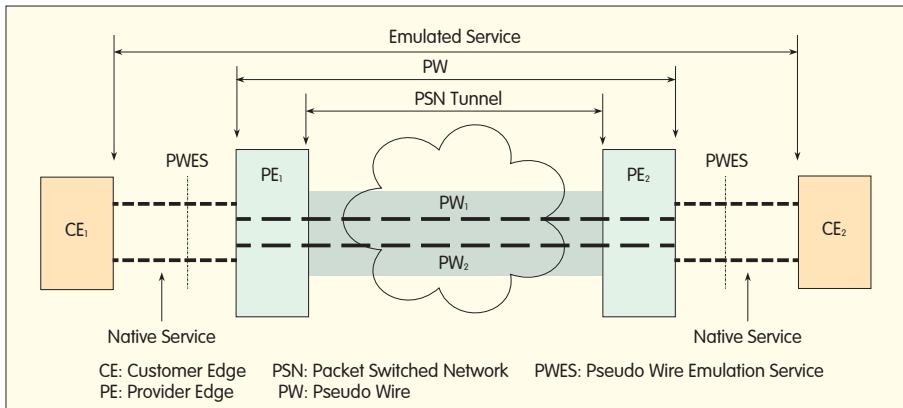 Emulated Service
PW
PSN Tunnel
PWES
PE₁
PE₂
PWES
CE₁
PW₁
PW₂
CE₂
Native Service
Native Service
CE: Customer Edge PSN: Packet Switched Network PWES: Pseudo Wire Emulation Service
PE: Provider Edge PW: Pseudo Wire